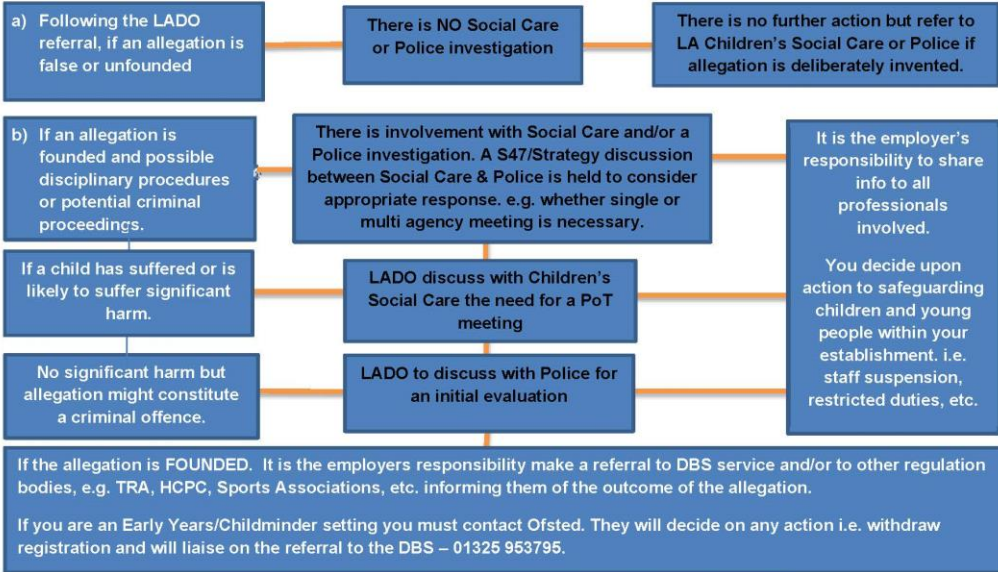 a) Following the LADO
referral, if an allegation is
false or unfounded
There is NO Social Care
or Police investigation
There is no further action but refer to
LA Children's Social Care or Police if
allegation is deliberately invented.
b) If an allegation is
founded and possible
disciplinary procedures
or potential criminal
proceedings.
There is involvement with Social Care and/or a
Police investigation. A S47/Strategy discussion
between Social Care & Police is held to consider
appropriate response. e.g. whether single or
multi agency meeting is necessary.
It is the employer's
responsibility to share
info to all
professionals
involved.
You decide upon
action to safeguarding
children and young
people within your
establishment. i.e.
staff suspension,
restricted duties, etc.
If a child has suffered or is
likely to suffer significant
harm.
LADO discuss with Children's
Social Care the need for a PoT
meeting
No significant harm but
allegation might constitute
a criminal offence.
LADO to discuss with Police for
an initial evaluation
If the allegation is FOUNDED.  It is the employers responsibility make a referral to DBS service and/or to other regulation
bodies, e.g. TRA, HCPC, Sports Associations, etc. informing them of the outcome of the allegation.
If you are an Early Years/Childminder setting you must contact Ofsted. They will decide on any action i.e. withdraw
registration and will liaise on the referral to the DBS – 01325 953795.